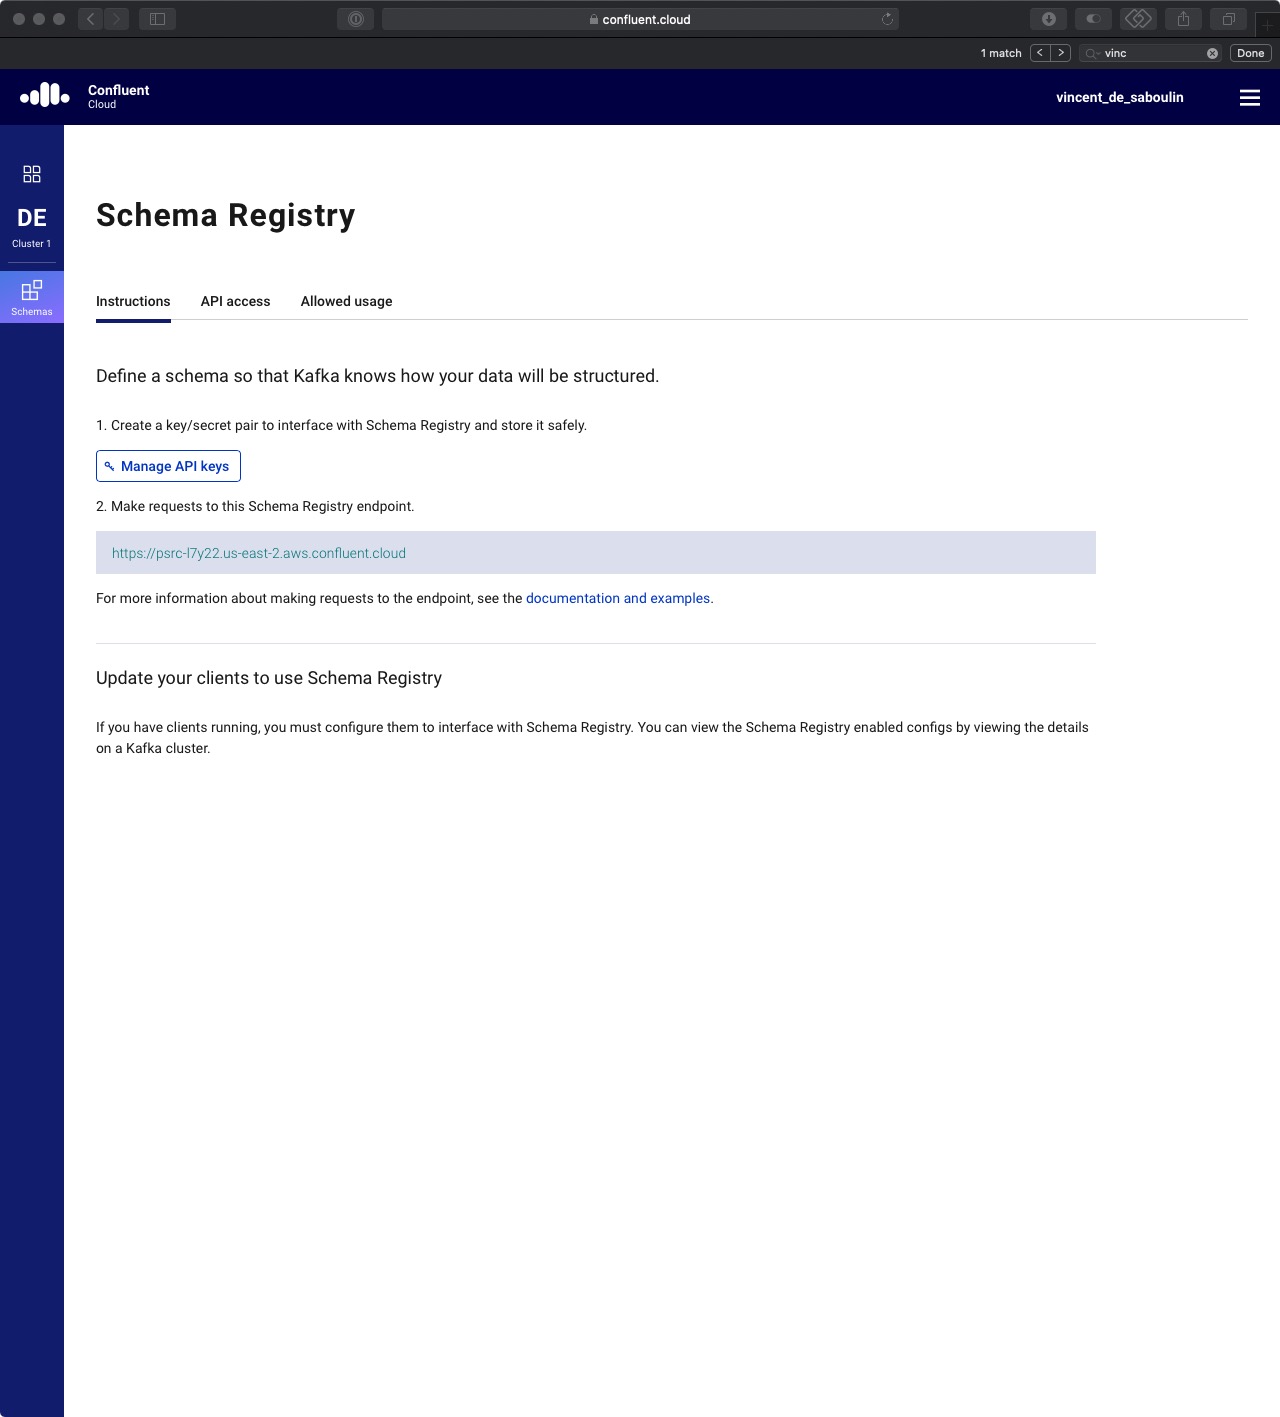 confluent.cloud
1 match
vinc
Done
Confluent
Cloud
vincent_de_saboulin
DE
Cluster 1
Schemas
Schema Registry
Instructions
API access
Allowed usage
Define a schema so that Kafka knows how your data will be structured.
1. Create a key/secret pair to interface with Schema Registry and store it safely.
Manage API keys
2. Make requests to this Schema Registry endpoint.
https://psrc-l7y22.us-east-2.aws.confluent.cloud
For more information about making requests to the endpoint, see the documentation and examples.
Update your clients to use Schema Registry
If you have clients running, you must configure them to interface with Schema Registry. You can view the Schema Registry enabled configs by viewing the details
on a Kafka cluster.